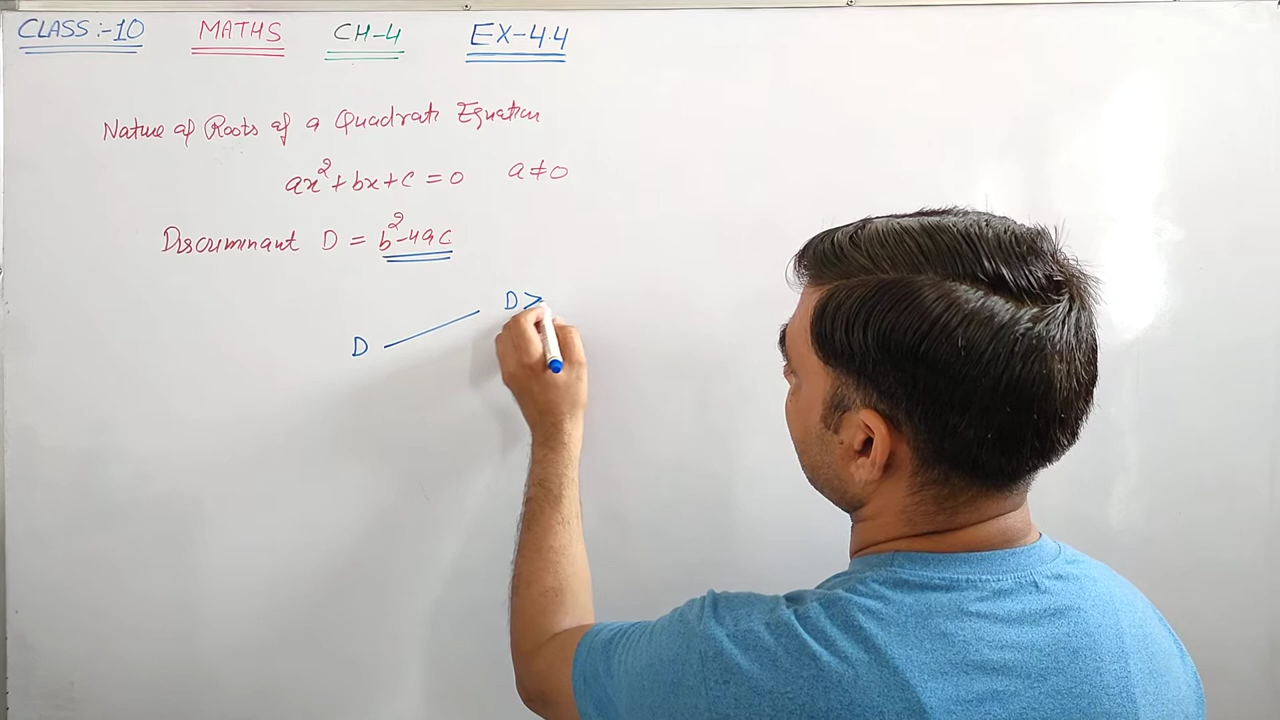 CLASS :- 10 MATHS CH-4 EX-4.4
Nature of Roots of a Quadrati Equation
ax²+bx+c = 0 a≠0
Discriminant D = b²-4ac
D>
D